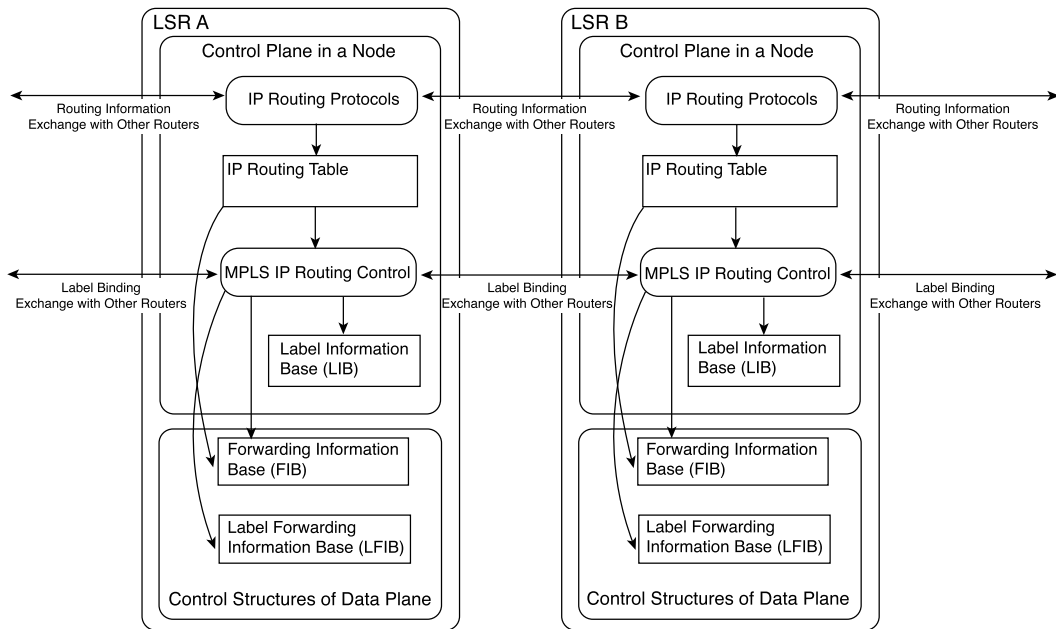 LSR A
Control Plane in a Node
IP Routing Protocols
Routing Information
Exchange with Other Routers
IP Routing Table
MPLS IP Routing Control
Label Binding
Exchange with Other Routers
Label Information
Base (LIB)
Forwarding Information
Base (FIB)
Label Forwarding
Information Base (LFIB)
Control Structures of Data Plane
Routing Information
Exchange with Other Routers
Label Binding
Exchange with Other Routers
LSR B
Control Plane in a Node
IP Routing Protocols
Routing Information
Exchange with Other Routers
IP Routing Table
MPLS IP Routing Control
Label Binding
Exchange with Other Routers
Label Information
Base (LIB)
Forwarding Information
Base (FIB)
Label Forwarding
Information Base (LFIB)
Control Structures of Data Plane